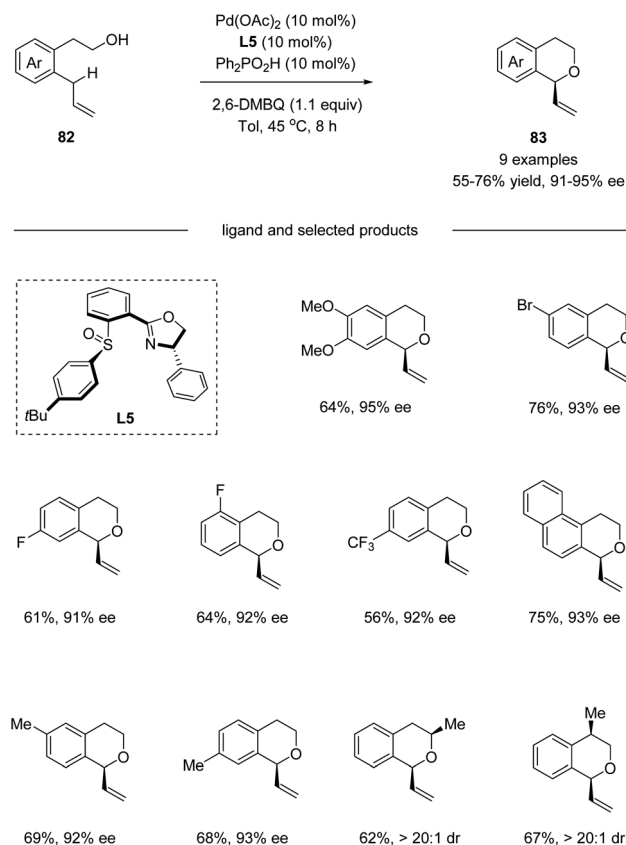 Pd(OAc)2 (10 mol%)
L5 (10 mol%)
Ph2PO2H (10 mol%)
2,6-DMBQ (1.1 equiv)
Tol, 45 °C, 8 h
OH
Ar
H
82
Ar
O
83
9 examples
55-76% yield, 91-95% ee
ligand and selected products
O
O
S
N
tBu
L5
MeO
MeO
O
64%, 95% ee
Br
O
76%, 93% ee
F
O
61%, 91% ee
F
O
64%, 92% ee
CF3
O
56%, 92% ee
O
75%, 93% ee
Me
O
69%, 92% ee
Me
O
68%, 93% ee
Me
O
62%, > 20:1 dr
Me
O
67%, > 20:1 dr